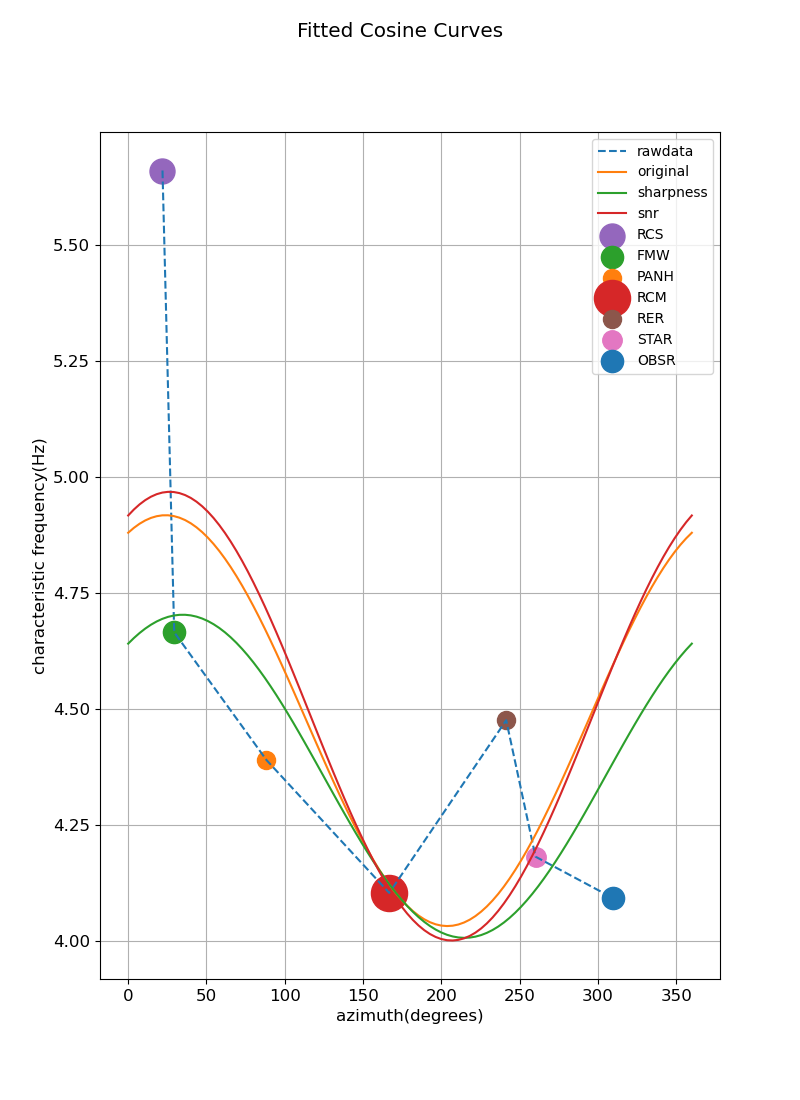 Fitted Cosine Curves
rawdata
original
sharpness
snr
RCS
FMW
PANH
RCM
RER
STAR
OBSR
characteristic frequency(Hz)
5.50
5.25
5.00
4.75
4.50
4.25
4.00
0 50 100 150 200 250 300 350
azimuth(degrees)